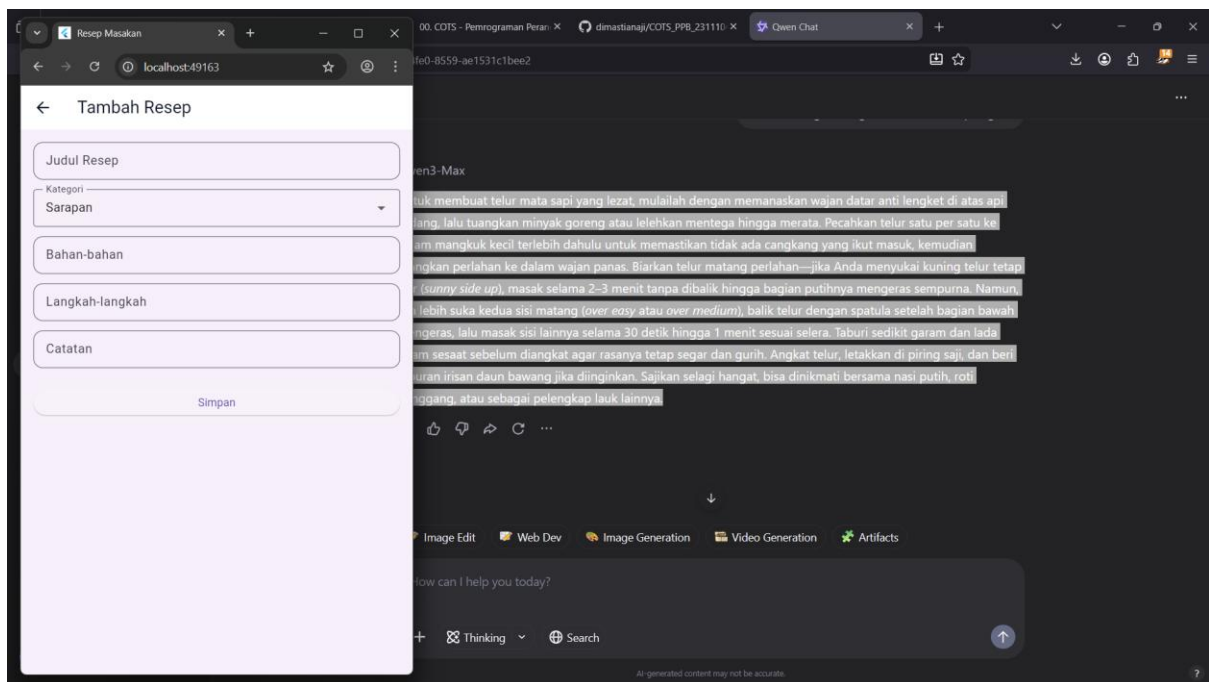 Resep Masakan
00. COTS - Pemrograman Peran
dimastianaji/COTS_PPB_231110
Qwen Chat
localhost:49163
fe0-8559-ae1531c1bee2
14
Tambah Resep
Judul Resep
Kategori
Sarapan
Bahan-bahan
Langkah-langkah
Catatan
Simpan
en3-Max
tuk membuat telur mata sapi yang lezat, mulailah dengan memanaskan wajan datar anti lengket di atas api
dang, lalu tuangkan minyak goreng atau lelehkan mentega hingga merata. Pecahkan telur satu per satu ke
am mangkuk kecil terlebih dahulu untuk memastikan tidak ada cangkang yang ikut masuk, kemudian
ngkan perlahan ke dalam wajan panas. Biarkan telur matang perlahan—jika Anda menyukai kuning telur tetap
(sunny side up), masak selama 2–3 menit tanpa dibalik hingga bagian putihnya mengeras sempurna. Namun,
lebih suka kedua sisi matang (over easy atau over medium), balik telur dengan spatula setelah bagian bawah
ngeras, lalu masak sisi lainnya selama 30 detik hingga 1 menit sesuai selera. Taburi sedikit garam dan lada
am sesaat sebelum diangkat agar rasanya tetap segar dan gurih. Angkat telur, letakkan di piring saji, dan beri
uran irisan daun bawang jika diinginkan. Sajikan selagi hangat, bisa dinikmati bersama nasi putih, roti
nggang, atau sebagai pelengkap lauk lainnya.
Image Edit
Web Dev
Image Generation
Video Generation
Artifacts
How can I help you today?
Thinking
Search
AI-generated content may not be accurate.